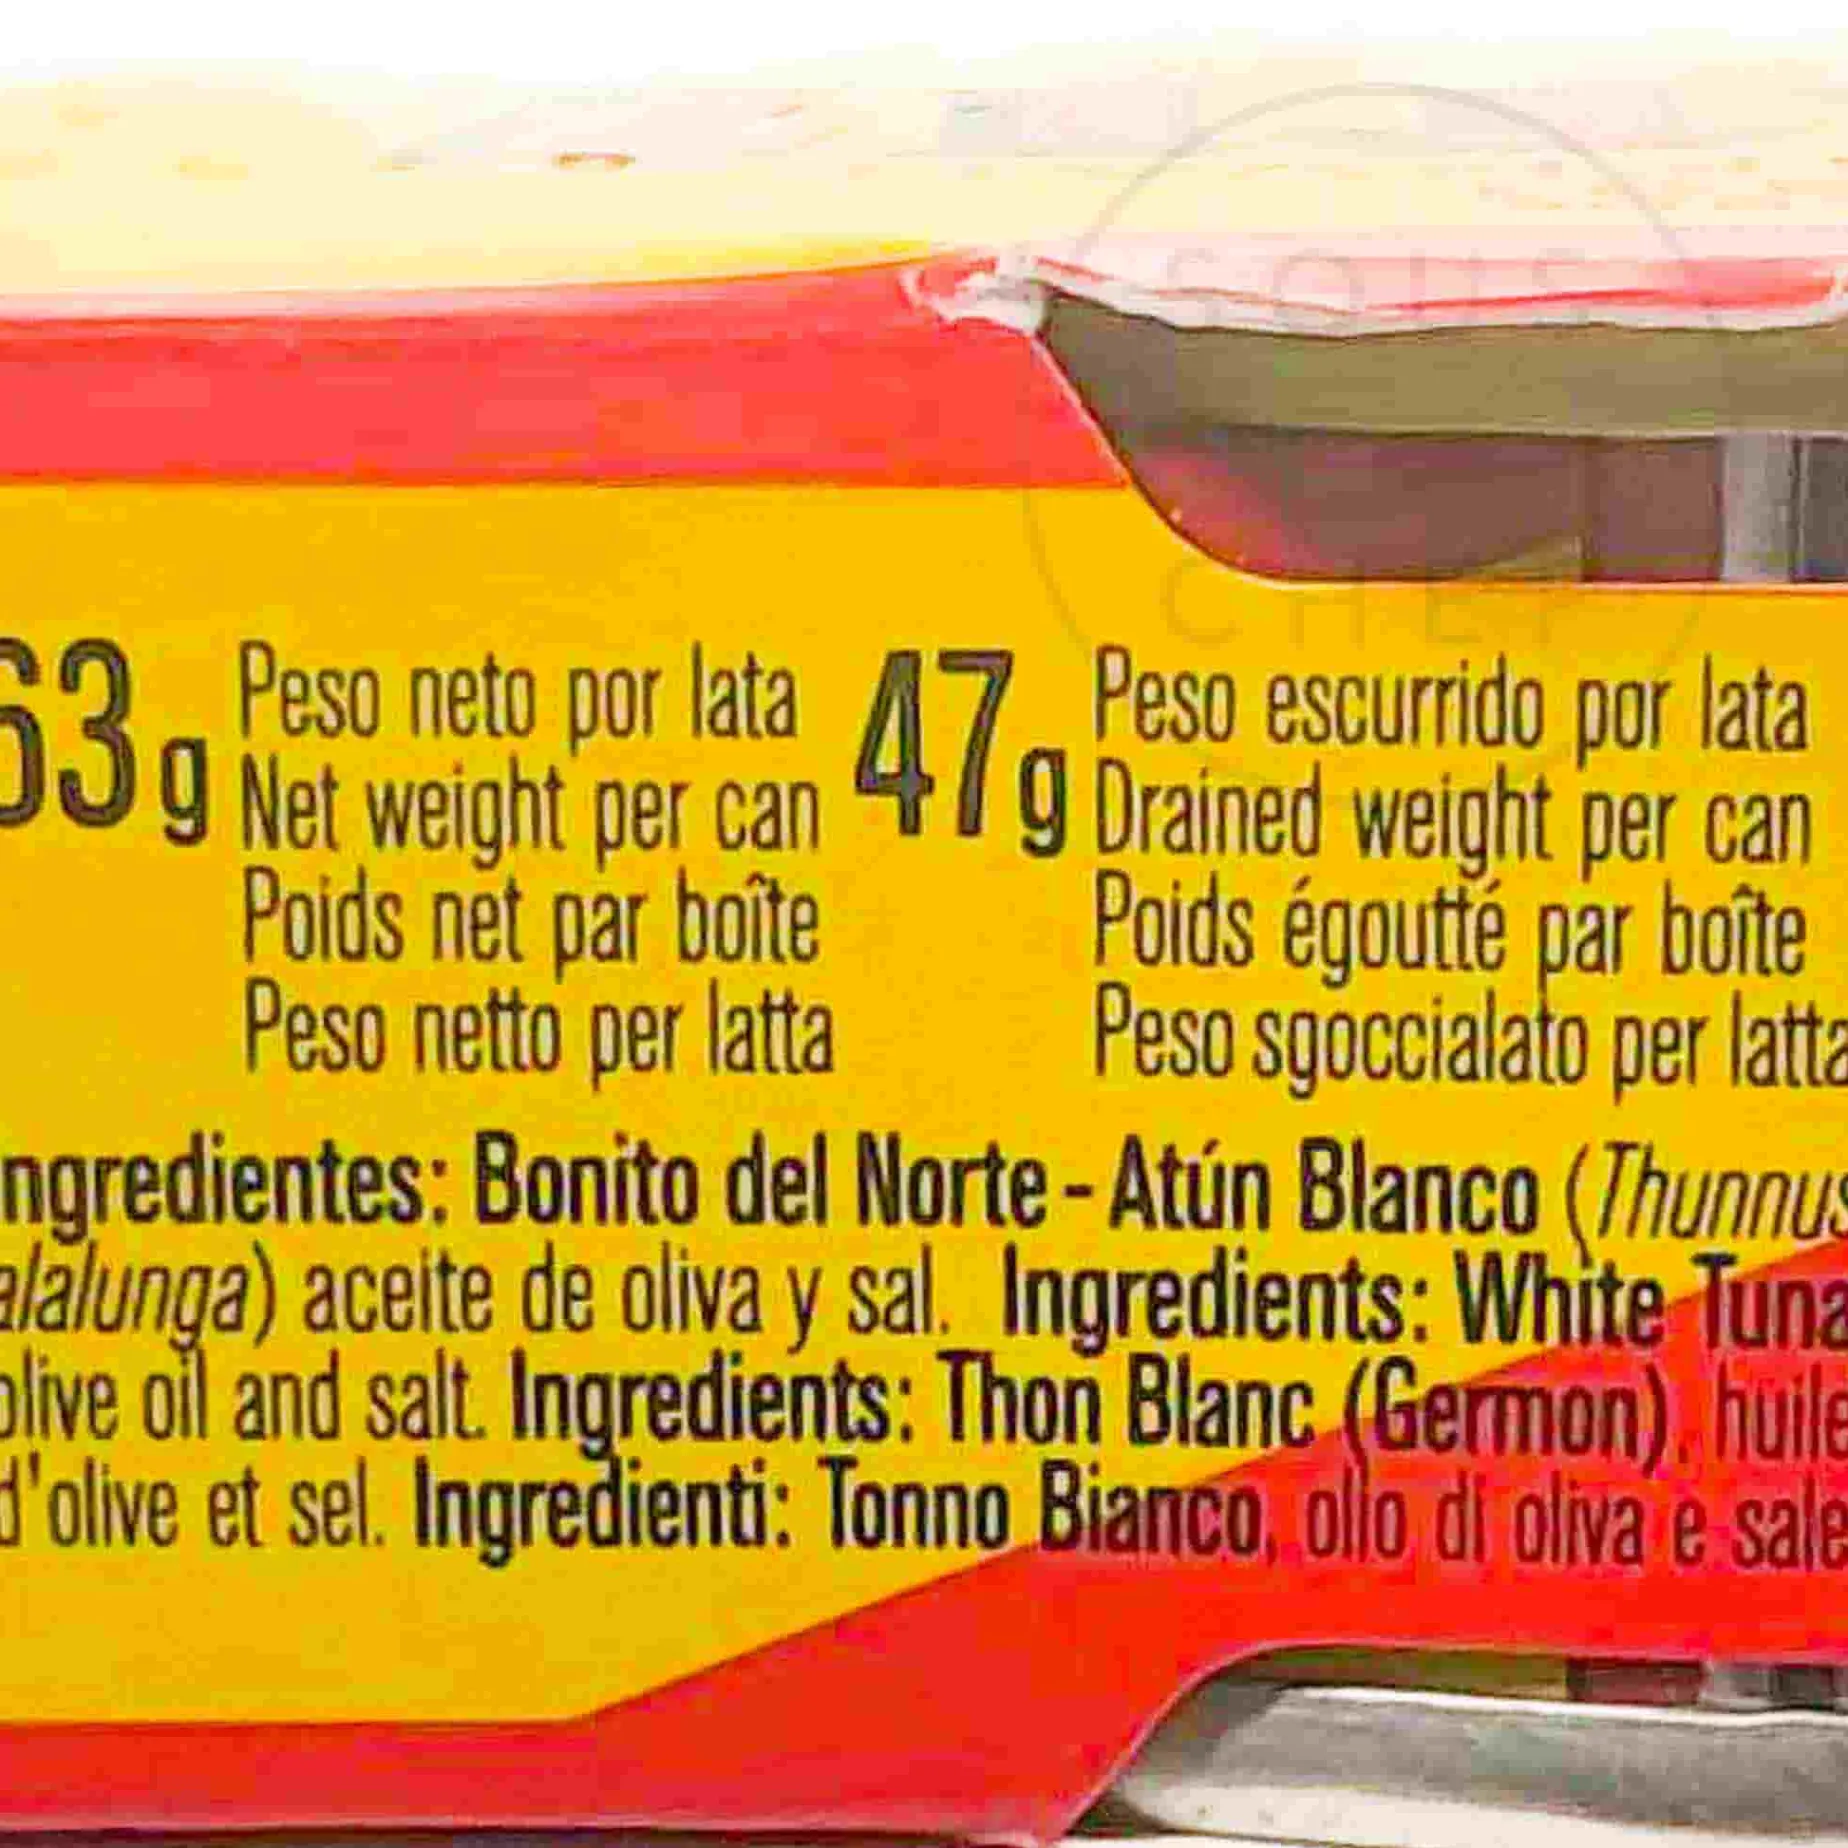 63g Peso neto por lata 47g Peso escurrido por lata
Net weight per can Drained weight per can
Poids net par boîte Poids égoutté par boîte
Peso netto per latta Peso sgoccialato per latta
ngredientes: Bonito del Norte - Atún Blanco (Thunnus
alalunga) aceite de oliva y sal. Ingredients: White Tuna
olive oil and salt. Ingredients: Thon Blanc (Germon), huile
d'olive et sel. Ingredienti: Tonno Bianco, olio di oliva e sale